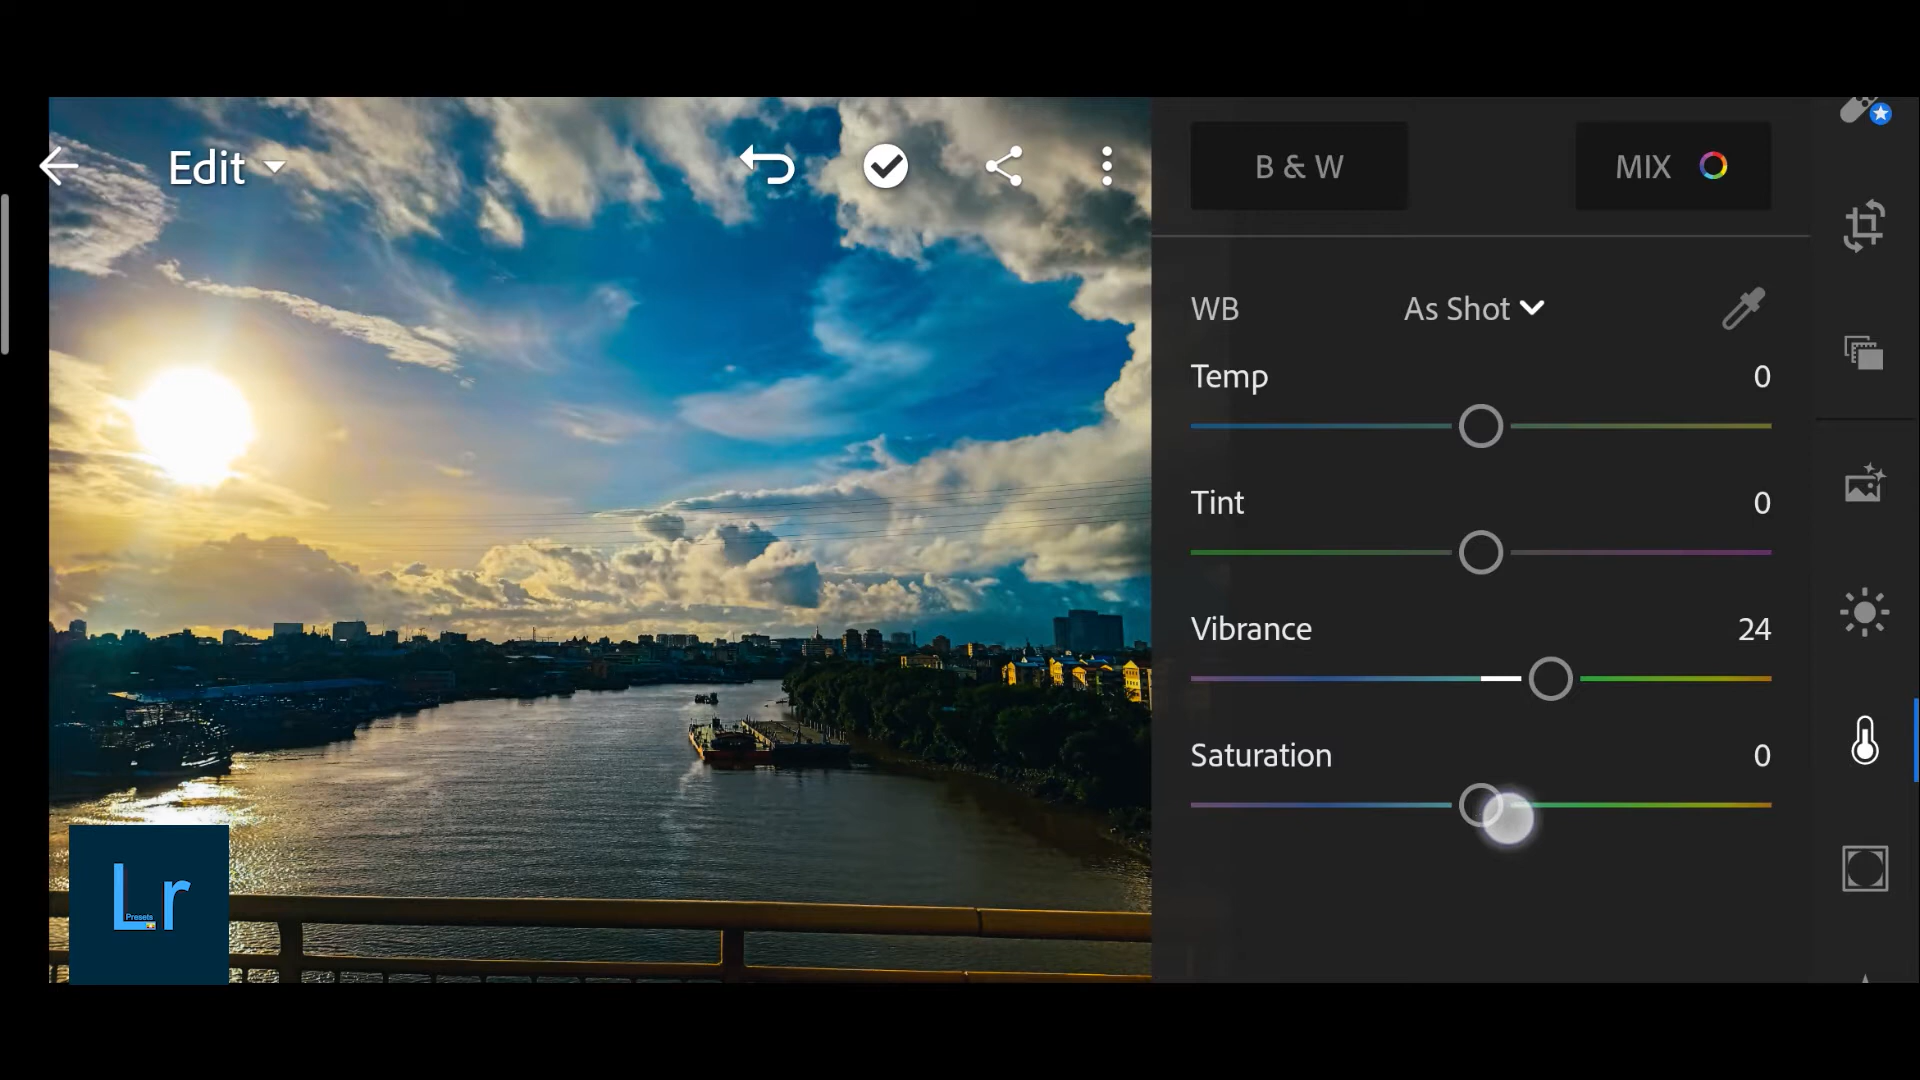 Edit
B & W
MIX
WB
As Shot
Temp
0
Tint
0
Vibrance
24
Saturation
0
Lr
Presets